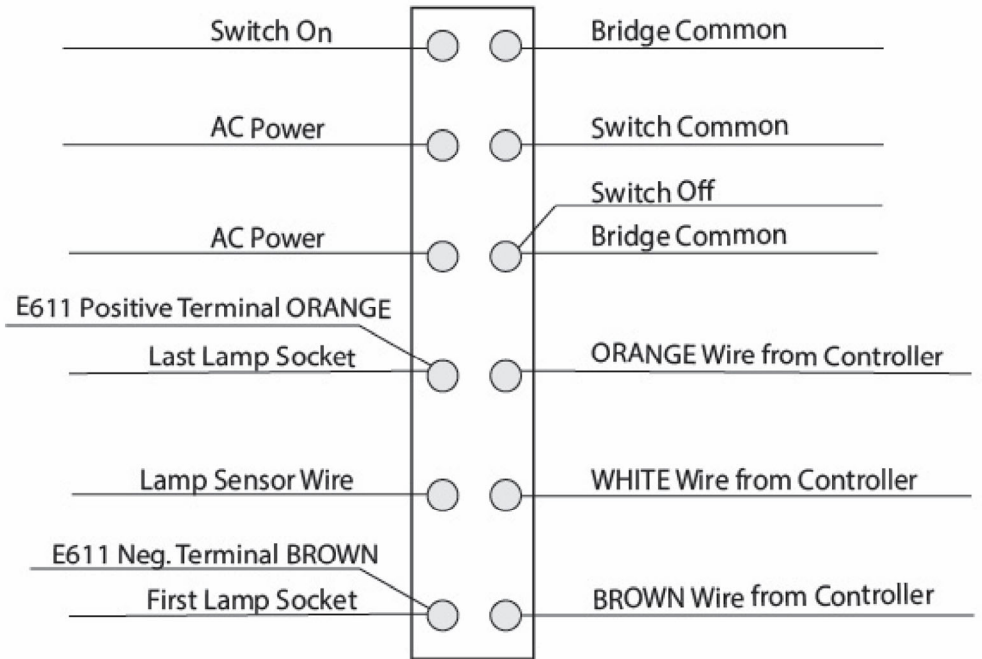 Switch On
Bridge Common
AC Power
Switch Common
Switch Off
AC Power
Bridge Common
E611 Positive Terminal ORANGE
Last Lamp Socket
ORANGE Wire from Controller
Lamp Sensor Wire
WHITE Wire from Controller
E611 Neg. Terminal BROWN
First Lamp Socket
BROWN Wire from Controller